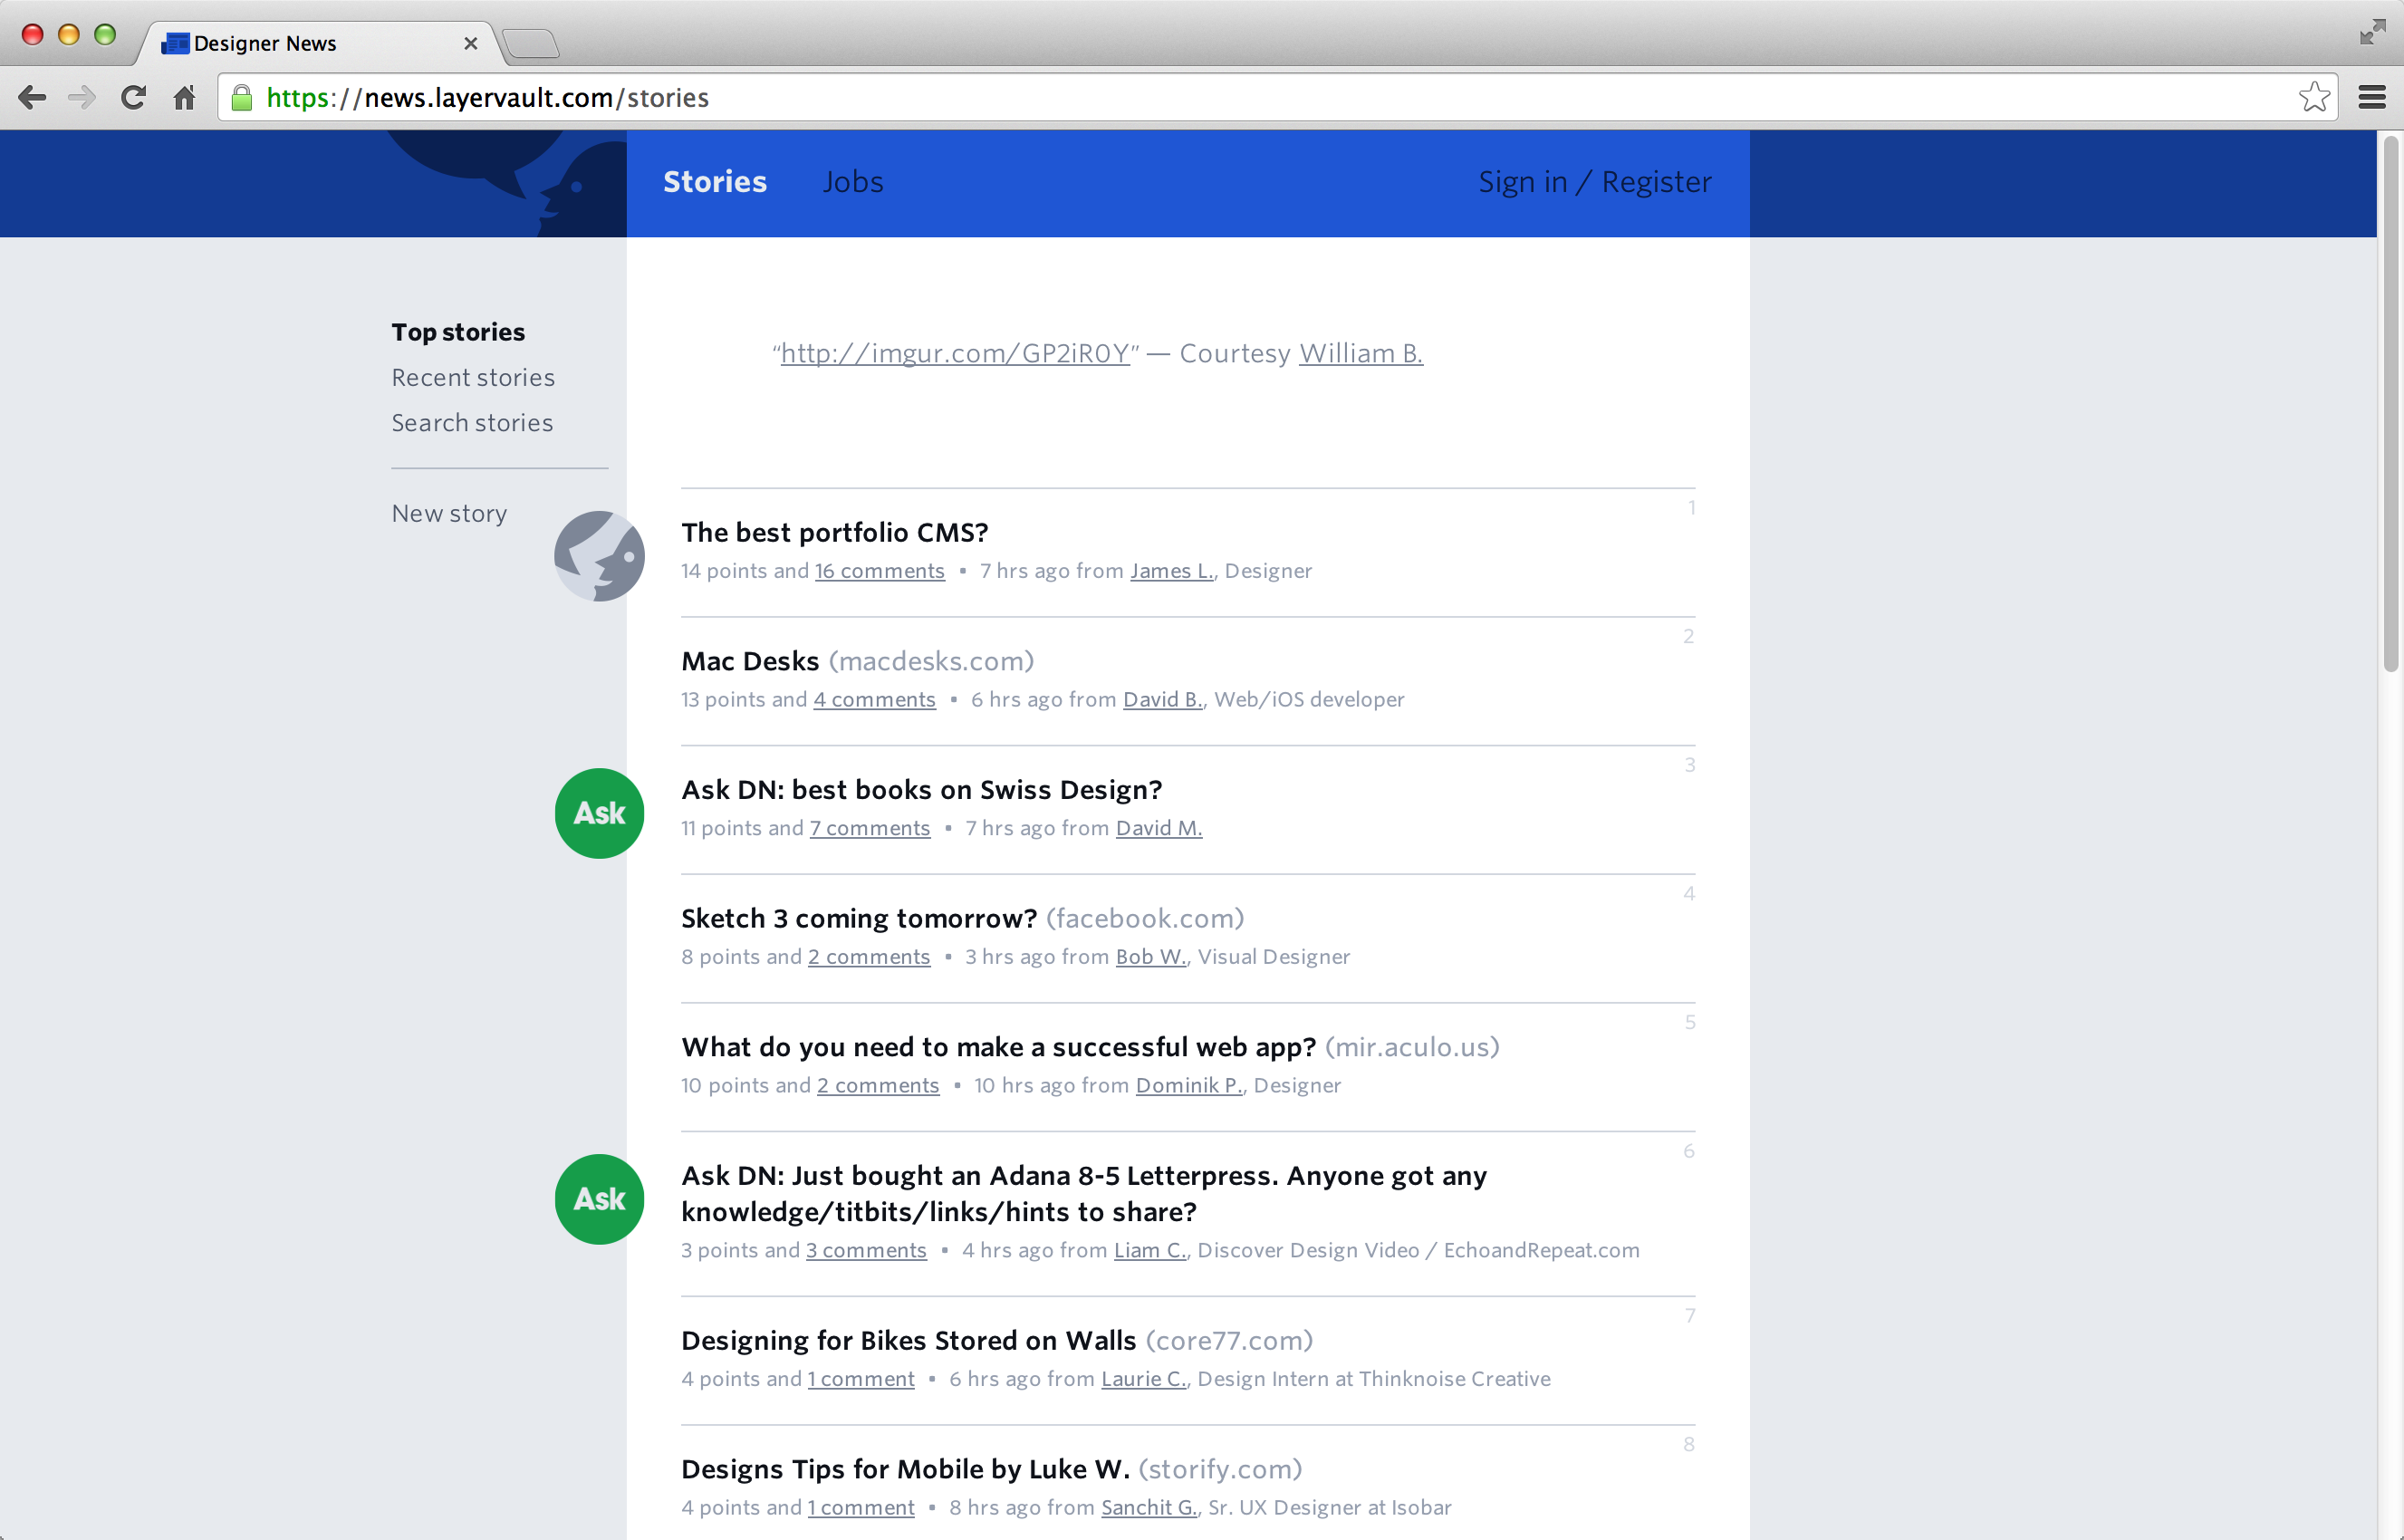 Designer News
https://news.layervault.com/stories
Stories Jobs Sign in / Register
Top stories
Recent stories
Search stories
New story
“http://imgur.com/GP2iR0Y” — Courtesy William B.
1
The best portfolio CMS?
14 points and 16 comments • 7 hrs ago from James L., Designer
2
Mac Desks (macdesks.com)
13 points and 4 comments • 6 hrs ago from David B., Web/iOS developer
3
Ask
Ask DN: best books on Swiss Design?
11 points and 7 comments • 7 hrs ago from David M.
4
Sketch 3 coming tomorrow? (facebook.com)
8 points and 2 comments • 3 hrs ago from Bob W., Visual Designer
5
What do you need to make a successful web app? (mir.aculo.us)
10 points and 2 comments • 10 hrs ago from Dominik P., Designer
6
Ask
Ask DN: Just bought an Adana 8-5 Letterpress. Anyone got any
knowledge/titbits/links/hints to share?
3 points and 3 comments • 4 hrs ago from Liam C., Discover Design Video / EchoandRepeat.com
7
Designing for Bikes Stored on Walls (core77.com)
4 points and 1 comment • 6 hrs ago from Laurie C., Design Intern at Thinknoise Creative
8
Designs Tips for Mobile by Luke W. (storify.com)
4 points and 1 comment • 8 hrs ago from Sanchit G., Sr. UX Designer at Isobar